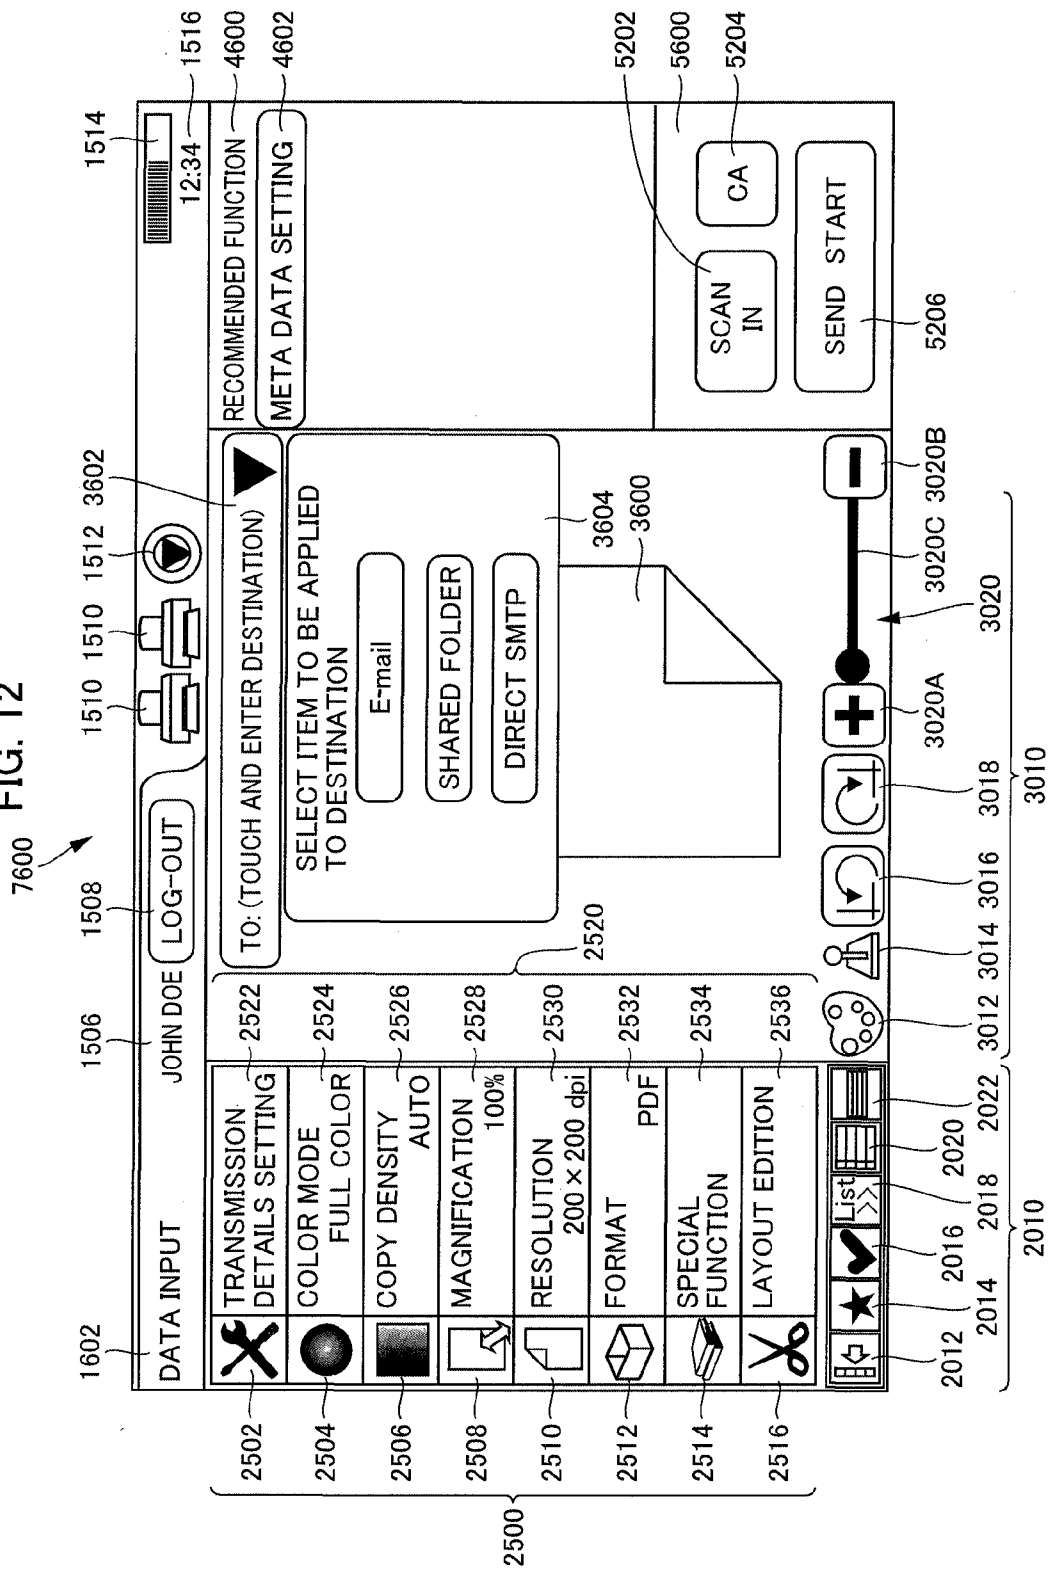 FIG. 12
7600
1602
1506
1508
1510
1510
1512
3602
1514
1516
DATA INPUT
JOHN DOE
LOG-OUT
12:34
4600
4602
2502
TRANSMISSION
DETAILS SETTING
2522
2504
COLOR MODE
FULL COLOR
2524
2506
COPY DENSITY
AUTO
2526
2508
MAGNIFICATION
100%
2528
2510
RESOLUTION
200×200 dpi
2530
2512
FORMAT
PDF
2532
2514
SPECIAL
FUNCTION
2534
2516
LAYOUT EDITION
2536
2500
2520
TO: (TOUCH AND ENTER DESTINATION)
SELECT ITEM TO BE APPLIED
TO DESTINATION
E-mail
SHARED FOLDER
DIRECT SMTP
3604
3600
RECOMMENDED FUNCTION
META DATA SETTING
5202
5600
5204
SCAN
IN
CA
SEND START
5206
List
2012
2014
2016
2018
2020
2022
2010
3012
3014
3016
3018
3020A
3020
3020C
3020B
3010